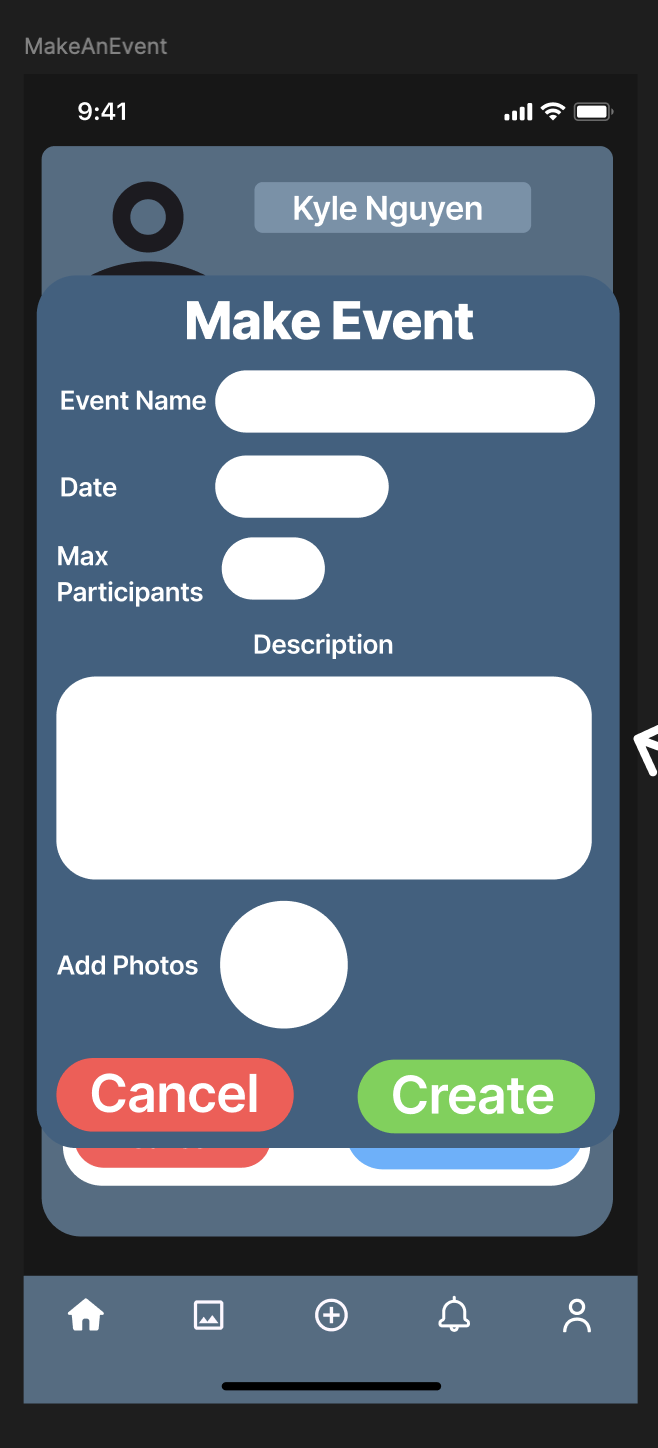 MakeAnEvent
9:41
Kyle Nguyen
Make Event
Event Name
Date
Max
Participants
Description
Add Photos
Cancel
Create